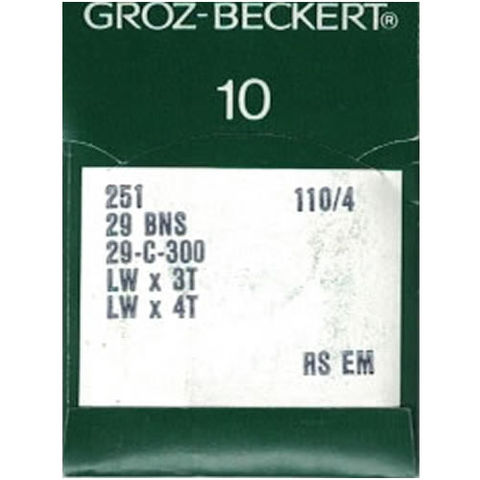 GROZ-BECKERT®
10
251 110/4
29 BNS
29-C-300
LW x 3T
LW x 4T
RS EM